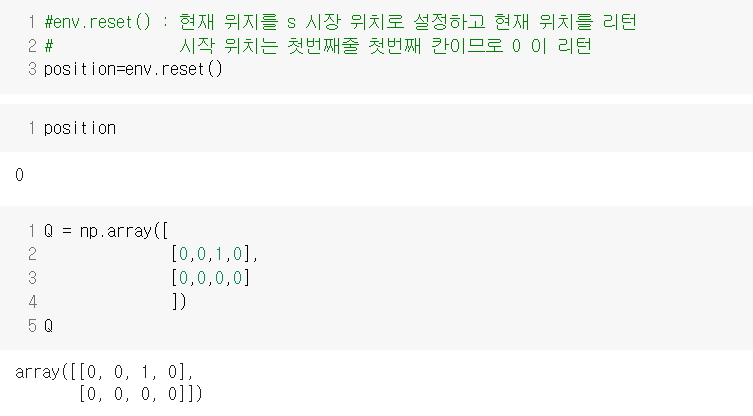 1 #env.reset() : 현재 위지를 s 시장 위치로 설정하고 현재 위치를 리턴
2 #             시작 위치는 첫번째줄 첫번째 칸이므로 0 이 리턴
3 position=env.reset()
1 position
0
1 Q = np.array([
2             [0,0,1,0],
3             [0,0,0,0]
4             ])
5 Q
array([[0, 0, 1, 0],
       [0, 0, 0, 0]])